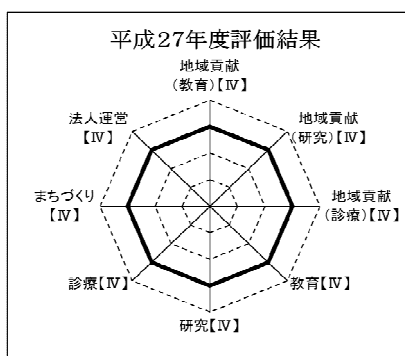 平成27年度評価結果
地域貢献
(教育)【Ⅳ】
地域貢献
(研究)【Ⅳ】
地域貢献
(診療)【Ⅳ】
教育【Ⅳ】
研究【Ⅳ】
診療【Ⅳ】
まちづくり
【Ⅳ】
法人運営
【Ⅳ】